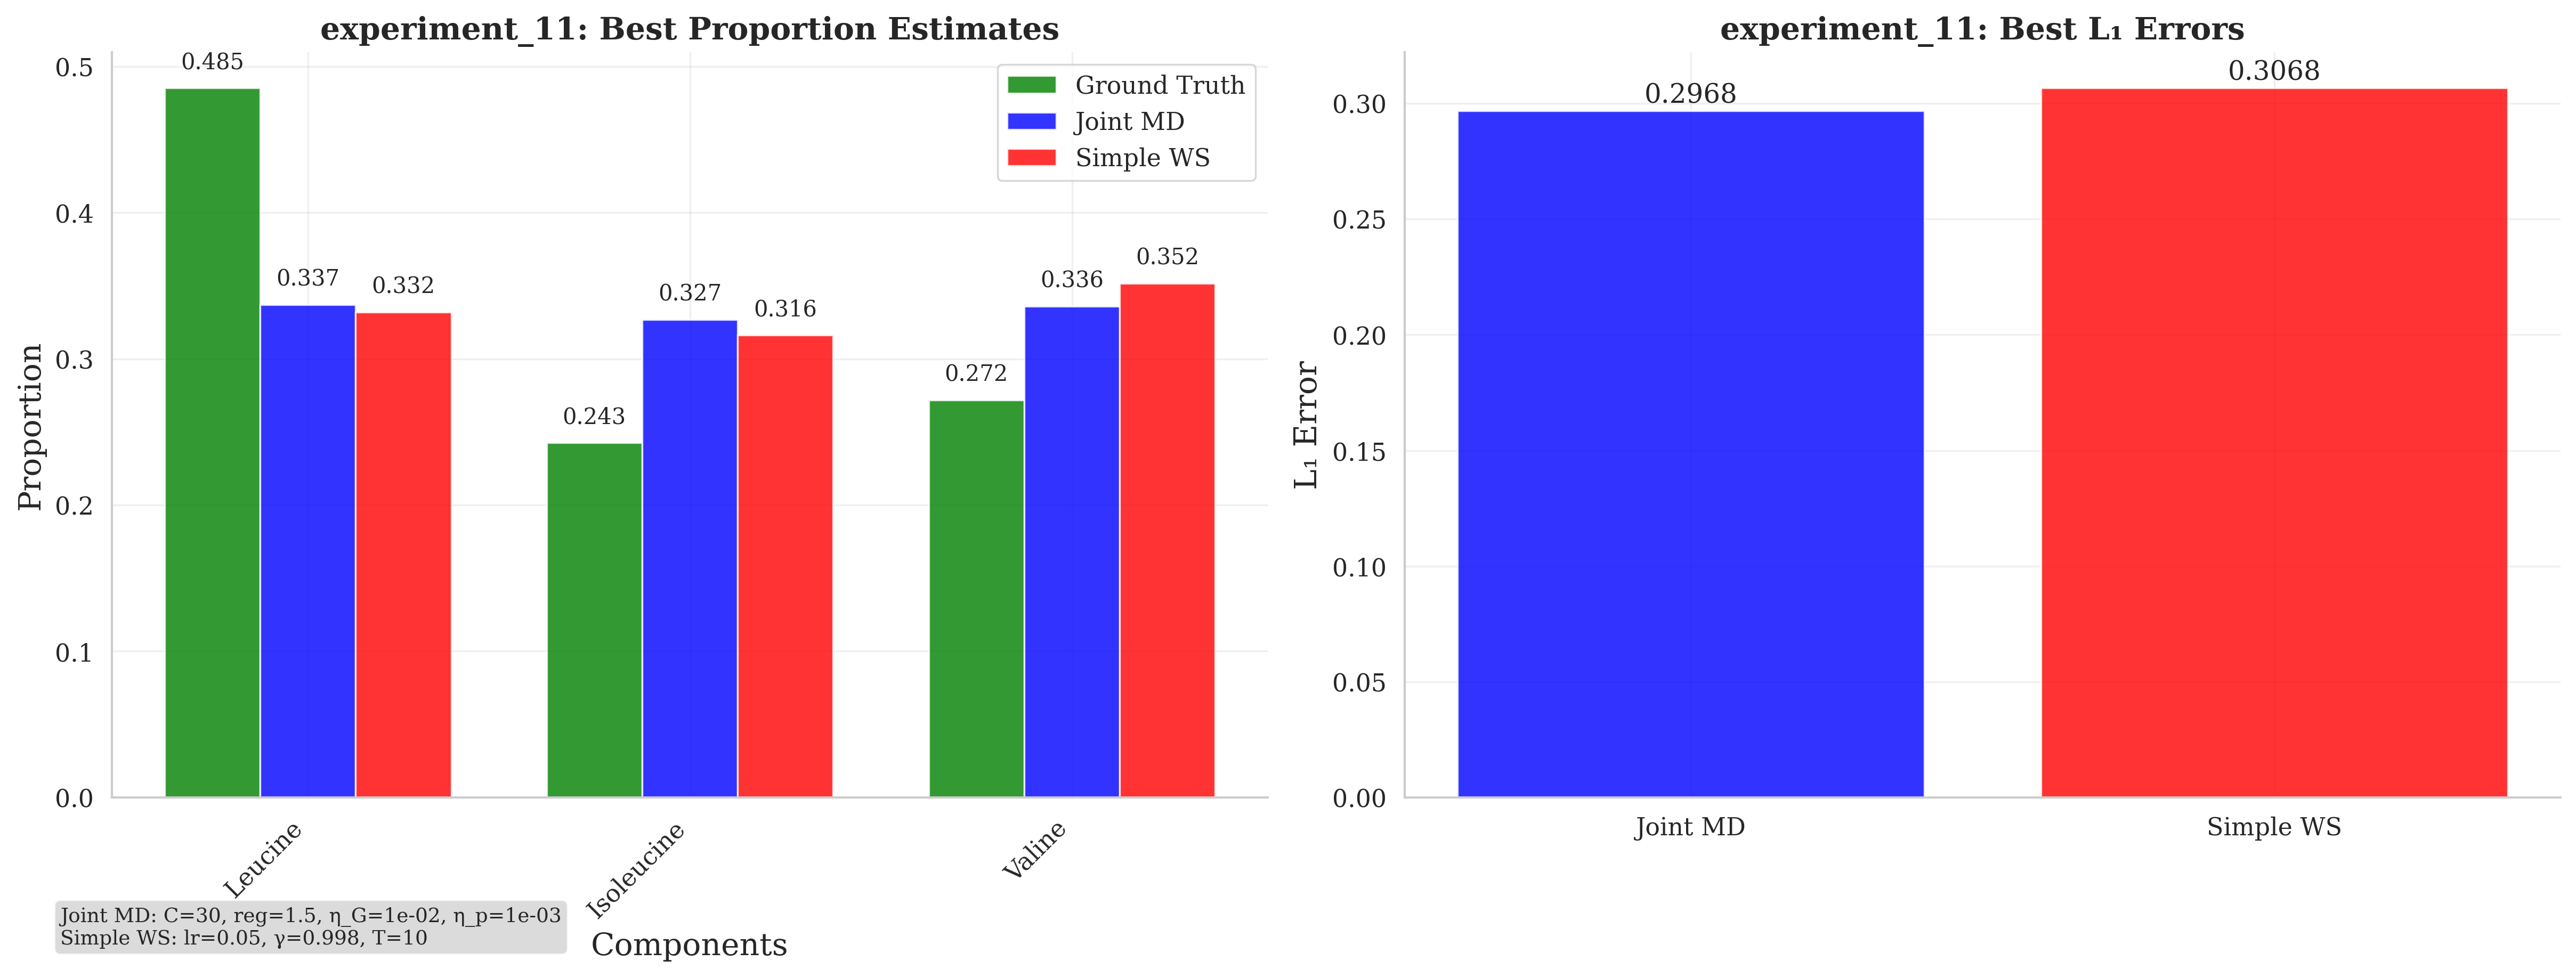 experiment_11: Best Proportion Estimates
Proportion
0.5
0.4
0.3
0.2
0.1
0.0
0.485
0.337
0.332
0.243
0.327
0.316
0.272
0.336
0.352
Ground Truth
Joint MD
Simple WS
Leucine
Isoleucine
Valine
Components
Joint MD: C=30, reg=1.5, η_G=1e-02, η_p=1e-03
Simple WS: lr=0.05, γ=0.998, T=10
experiment_11: Best L₁ Errors
L₁ Error
0.30
0.25
0.20
0.15
0.10
0.05
0.00
0.2968
0.3068
Joint MD
Simple WS